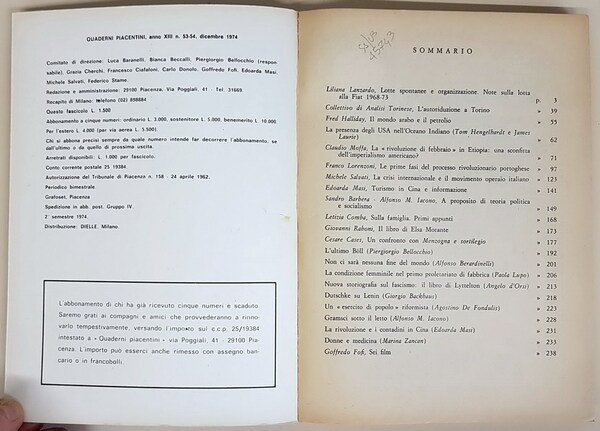 QUADERNI PIACENTINI, anno XIII n. 53-54, dicembre 1974
Comitato di direzione: Luca Baranelli, Bianca Beccalli, Piergiorgio Bellocchio (respon-
sabile), Grazia Cherchi, Francesco Ciafaloni, Carlo Donolo, Goffredo Fofi, Edoarda Masi,
Michele Salvati, Federico Stame.
Redazione e amministrazione: 29100 Piacenza, Via Poggiali, 41 - Tel. 31669.
Recapito di Milano: telefono (02) 898884
Questo fascicolo L. 1.500
Abbonamento a cinque numeri: ordinario L. 3.000, sostenitore L. 5.000, benemerito L. 10.000
Per l'estero L. 4.000 (per via aerea L. 5.500).
Chi si abbona precisi sempre da quale numero intende far decorrere l'abbonamento, se
dall'ultimo o da quello di prossima uscita.
Arretrati disponibili: L. 1.000 per fascicolo.
Conto corrente postale 25 19384
Autorizzazione del Tribunale di Piacenza n. 158 - 24 aprile 1962.
Periodico bimestrale.
Grafoset, Piacenza
Spedizione in abb. post. Gruppo IV.
2° semestre 1974.
Distribuzione: DIELLE, Milano.
L'abbonamento di chi ha già ricevuto cinque numeri è scaduto.
Saremo grati ai compagni e amici che provvederanno a rinno-
varlo tempestivamente, versando l'importo sul c.c.p. 25/19384
intestato a « Quaderni piacentini » via Poggiali, 41 - 29100 Pia-
cenza. L'importo può esserci anche rimesso con assegno ban-
cario o in francobolli.
SOMMARIO
Liliana Lanzardo, Lotte spontanee e organizzazione. Note sulla lotta
alla Fiat 1968-73 p. 3
Collettivo di Analisi Torinese, L'autoriduzione a Torino » 39
Fred Halliday, Il mondo arabo e il petrolio » 55
La presenza degli USA nell'Oceano Indiano (Tom Hengelhardt e James
Laurie) » 62
Claudio Moffa, La « rivoluzione di febbraio » in Etiopia: una sconfitta
dell'imperialismo americano? » 71
Franco Lorenzoni, Le prime fasi del processo rivoluzionario portoghese » 97
Michele Salvati, La crisi internazionale e il movimento operaio italiano » 123
Edoarda Masi, Turismo in Cina e informazione » 141
Sandro Barbera - Alfonso M. Iacono, A proposito di teoria politica
e socialismo » 149
Letizia Comba, Sulla famiglia. Primi appunti » 168
Giovanni Raboni, Il libro di Elsa Morante » 173
Cesare Cases, Un confronto con Menzogna e sortilegio » 177
L'ultimo Böll (Piergiorgio Bellocchio) » 192
Non ci sarà nessuna fine del mondo (Alfonso Berardinelli) » 201
La condizione femminile nel primo proletariato di fabbrica (Paola Lupo) » 206
Nuova storiografia sul fascismo: il libro di Lyttelton (Angelo d'Orsi) » 213
Dutschke su Lenin (Giorgio Backhaus) » 218
Un « esercito di popolo » riformista (Agostino De Fondulis) » 223
Gramsci sotto il letto (Alfonso M. Iacono) » 228
La rivoluzione e i contadini in Cina (Edoarda Masi) » 231
Donne e medicina (Marina Zancan) » 233
Goffredo Fofi, Sei film » 238